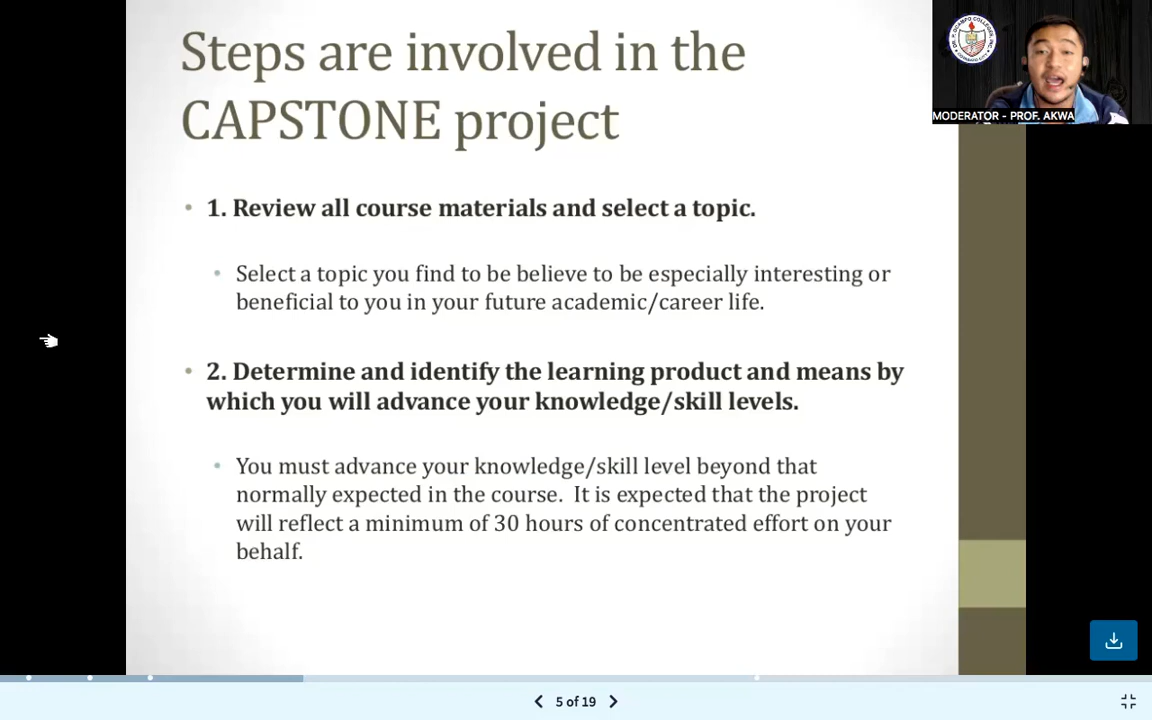 Steps are involved in the
CAPSTONE project
• 1. Review all course materials and select a topic.
• Select a topic you find to be believe to be especially interesting or
beneficial to you in your future academic/career life.
• 2. Determine and identify the learning product and means by
which you will advance your knowledge/skill levels.
• You must advance your knowledge/skill level beyond that
normally expected in the course. It is expected that the project
will reflect a minimum of 30 hours of concentrated effort on your
behalf.
MODERATOR - PROF. AKWA
5 of 19